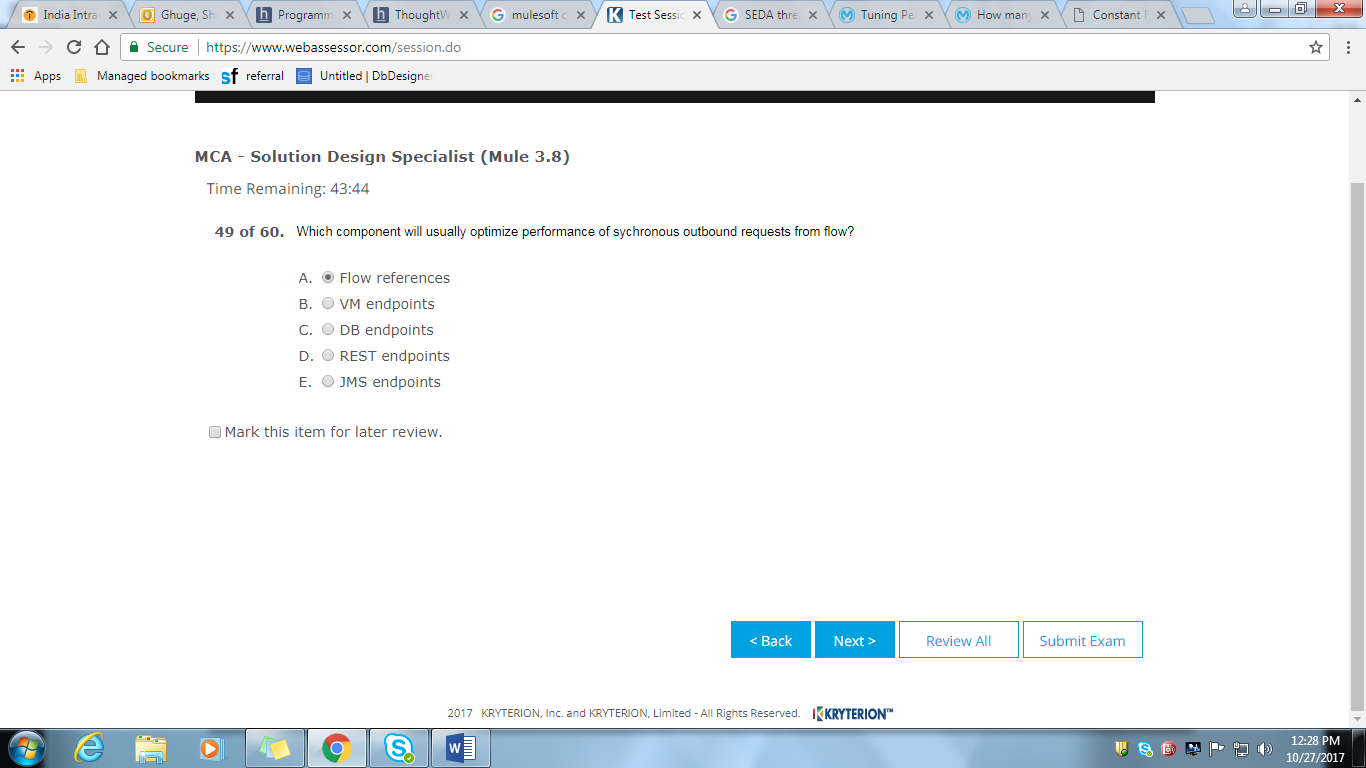 India Intra
Ghuge, Sh
Programm
ThoughtW
mulesoft c
Test Sessio
SEDA thre
Tuning Pe
How many
Constant
Secure https://www.webassessor.com/session.do
Apps Managed bookmarks sf referral Untitled | DbDesigner
MCA - Solution Design Specialist (Mule 3.8)
Time Remaining: 43:44
49 of 60. Which component will usually optimize performance of sychronous outbound requests from flow?
A. Flow references
B. VM endpoints
C. DB endpoints
D. REST endpoints
E. JMS endpoints
Mark this item for later review.
< Back Next > Review All Submit Exam
2017 KRYTERION, Inc. and KRYTERION, Limited - All Rights Reserved. KRYTERION™
12:28 PM
10/27/2017